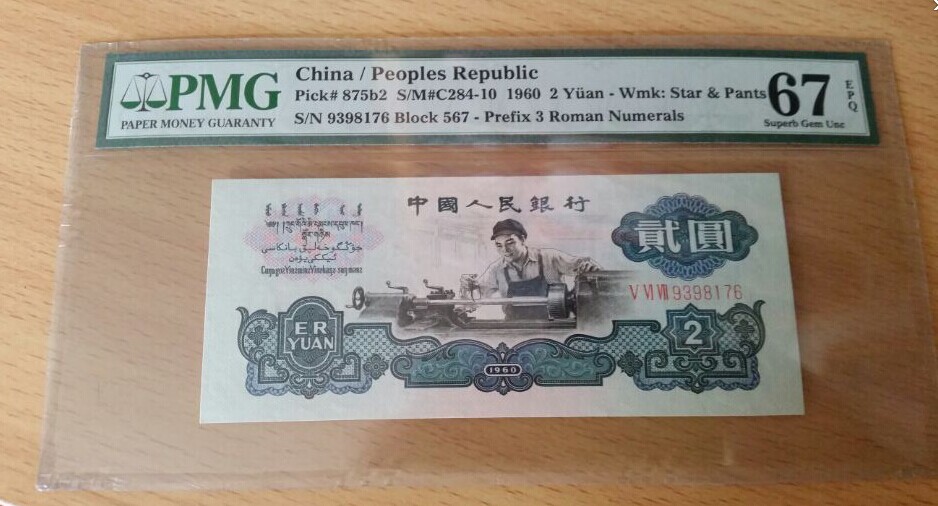 PMG
PAPER MONEY GUARANTY
China / Peoples Republic
Pick# 875b2 S/M#C284-10 1960 2 Yüan - Wmk: Star & Pants
S/N 9398176 Block 567 - Prefix 3 Roman Numerals
67
EPQ
Superb Gem Unc
中國人民銀行
貳圓
V VI VII 9398176
ER
YUAN
2
1960